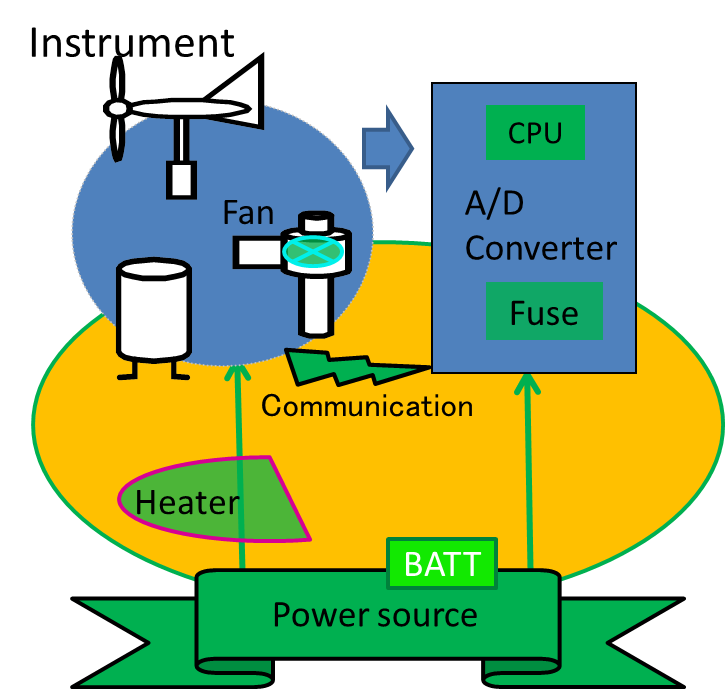 Instrument
CPU
Fan
A/D
Converter
Fuse
Communication
Heater
BATT
Power source